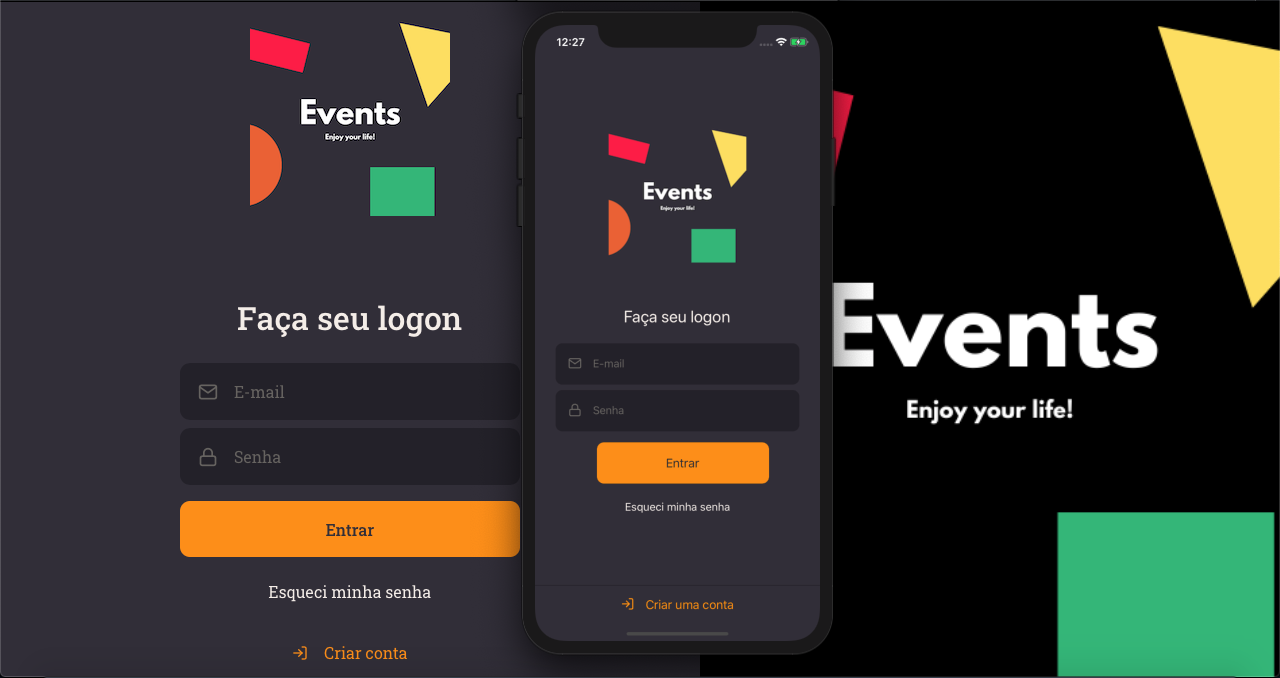 Events
Enjoy your life!
Faça seu logon
E-mail
Senha
Entrar
Esqueci minha senha
Criar conta
12:27
Events
Enjoy your life!
Faça seu logon
E-mail
Senha
Entrar
Esqueci minha senha
Criar uma conta
Events
Enjoy your life!